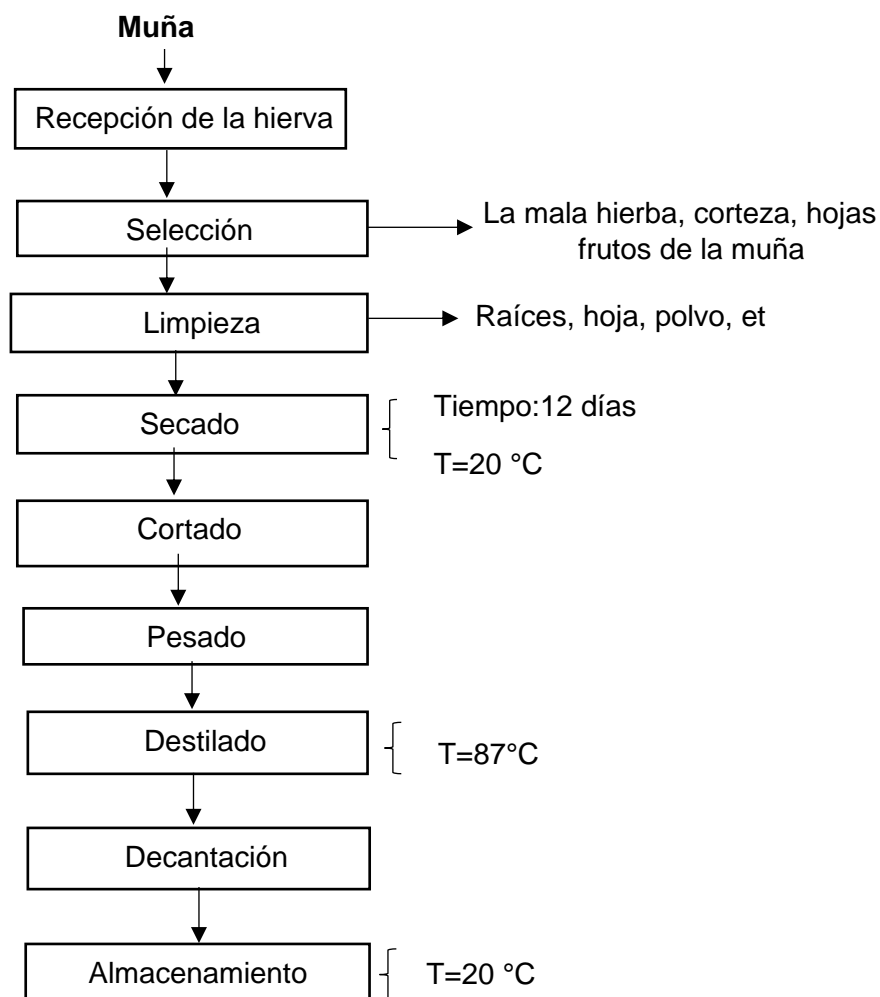 Muña
Recepción de la hierva
Selección
La mala hierba, corteza, hojas
frutos de la muña
Limpieza
Raíces, hoja, polvo, et
Secado
Tiempo:12 días
T=20 °C
Cortado
Pesado
Destilado
T=87°C
Decantación
Almacenamiento
T=20 °C